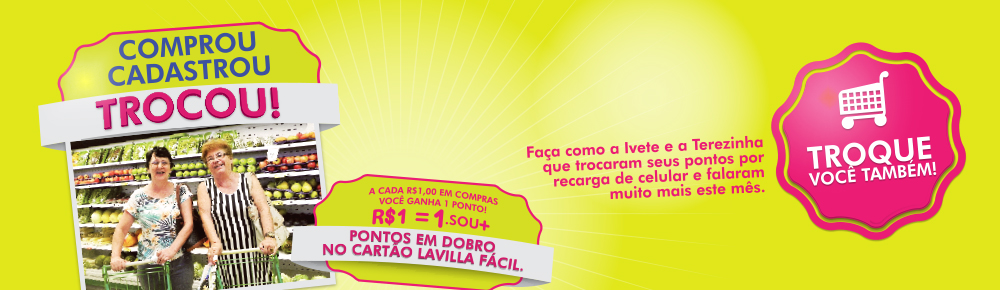 COMPROU
CADASTROU
TROCOU!
A CADA R$1,00 EM COMPRAS
VOCÊ GANHA 1 PONTO!
R$1 = 1.SOU+
PONTOS EM DOBRO
NO CARTÃO LAVILLA FÁCIL.
Faça como a Ivete e a Terezinha
que trocaram seus pontos por
recarga de celular e falaram
muito mais este mês.
TROQUE
VOCÊ TAMBÉM!